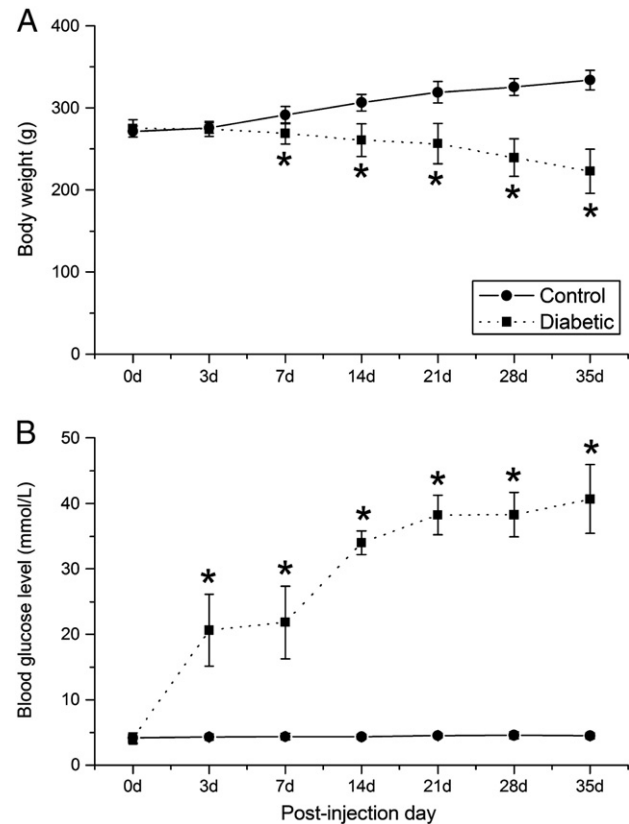 A
400
300
200
100
0
Body weight (g)
*
*
*
*
*
Control
Diabetic
0d 3d 7d 14d 21d 28d 35d
B
50
40
30
20
10
0
Blood glucose level (mmol/L)
*
*
*
*
*
*
0d 3d 7d 14d 21d 28d 35d
Post-injection day